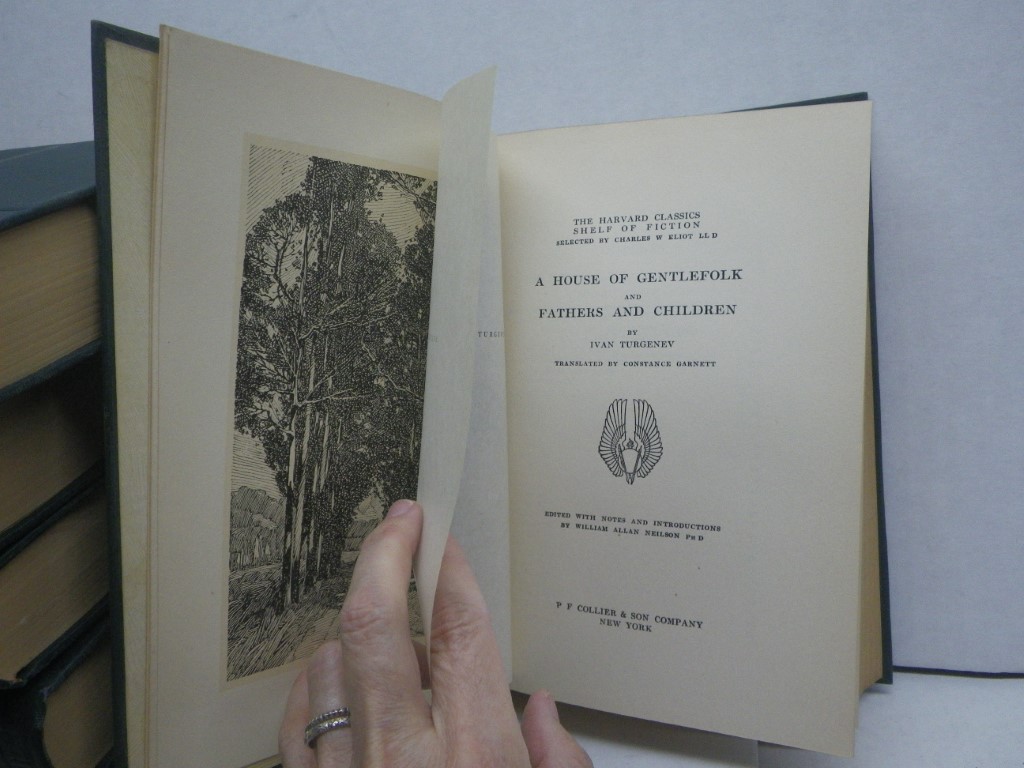 THE HARVARD CLASSICS
SHELF OF FICTION
SELECTED BY CHARLES W ELIOT LL D
A HOUSE OF GENTLEFOLK
AND
FATHERS AND CHILDREN
BY
IVAN TURGENEV
TRANSLATED BY CONSTANCE GARNETT
EDITED WITH NOTES AND INTRODUCTIONS
BY WILLIAM ALLAN NEILSON PH D
P F COLLIER & SON COMPANY
NEW YORK